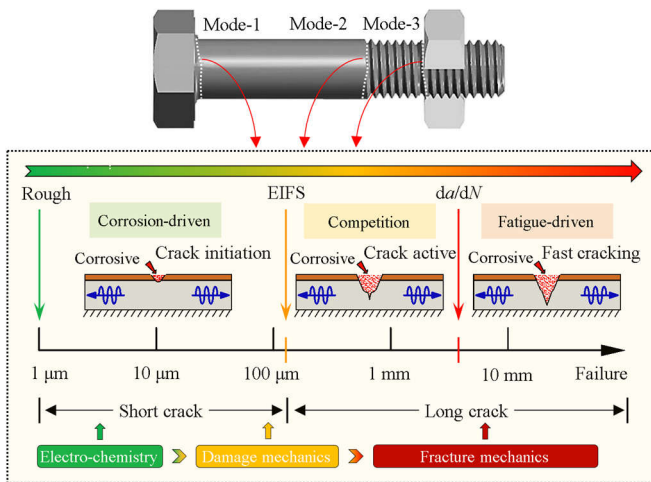 Mode-1 Mode-2 Mode-3
Rough EIFS da/dN
Corrosion-driven Competition Fatigue-driven
Corrosive Crack initiation Corrosive Crack active Corrosive Fast cracking
1 μm 10 μm 100 μm 1 mm 10 mm Failure
Short crack Long crack
Electro-chemistry Damage mechanics Fracture mechanics